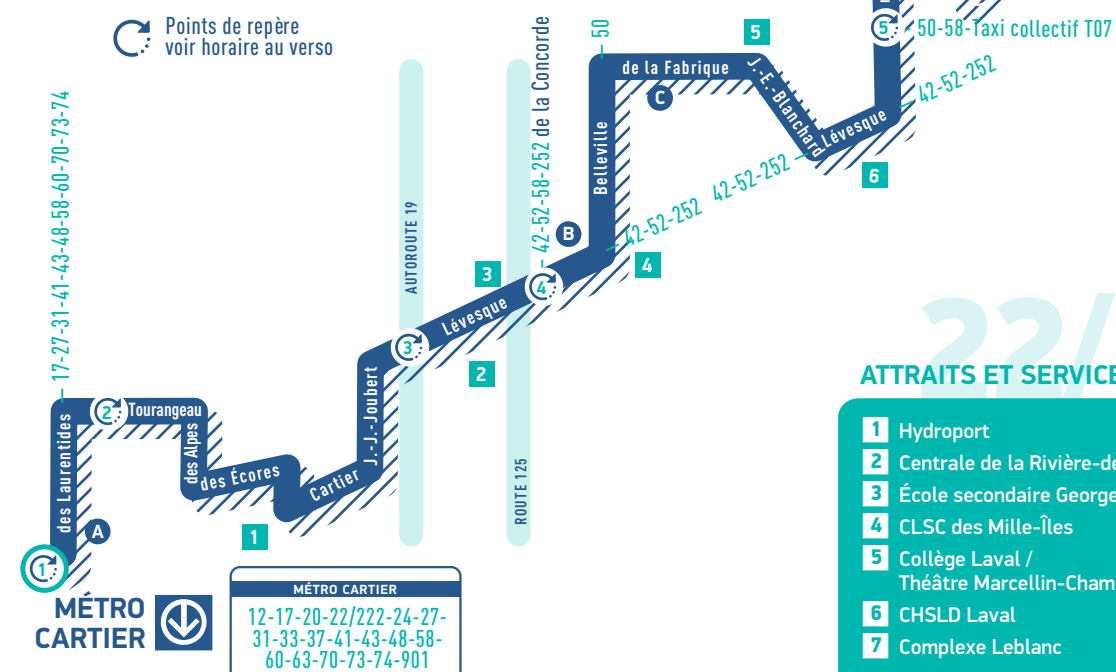 Points de repère
voir horaire au verso
17-27-31-41-43-48-58-60-70-73-74
des Laurentides
A
1
MÉTRO
CARTIER
2
Tourangeau
des Alpes
des Écores
1
Cartier
J.-J.-Joubert
3
AUTOROUTE 19
Lévesque
3
2
ROUTE 125
4
42-52-58-252 de la Concorde
B
Belleville
50
4
42-52-252
de la Fabrique
C
5
J.-E.-Blanchard
42-52-252
Lévesque
6
42-52-252
5
50-58-Taxi collectif T07
MÉTRO CARTIER
12-17-20-22/222-24-27-
31-33-37-41-43-48-58-
60-63-70-73-74-901
22/
ATTRAITS ET SERVICE
1 Hydroport
2 Centrale de la Rivière-de
3 École secondaire George
4 CLSC des Mille-Îles
5 Collège Laval /
Théâtre Marcellin-Cham
6 CHSLD Laval
7 Complexe Leblanc